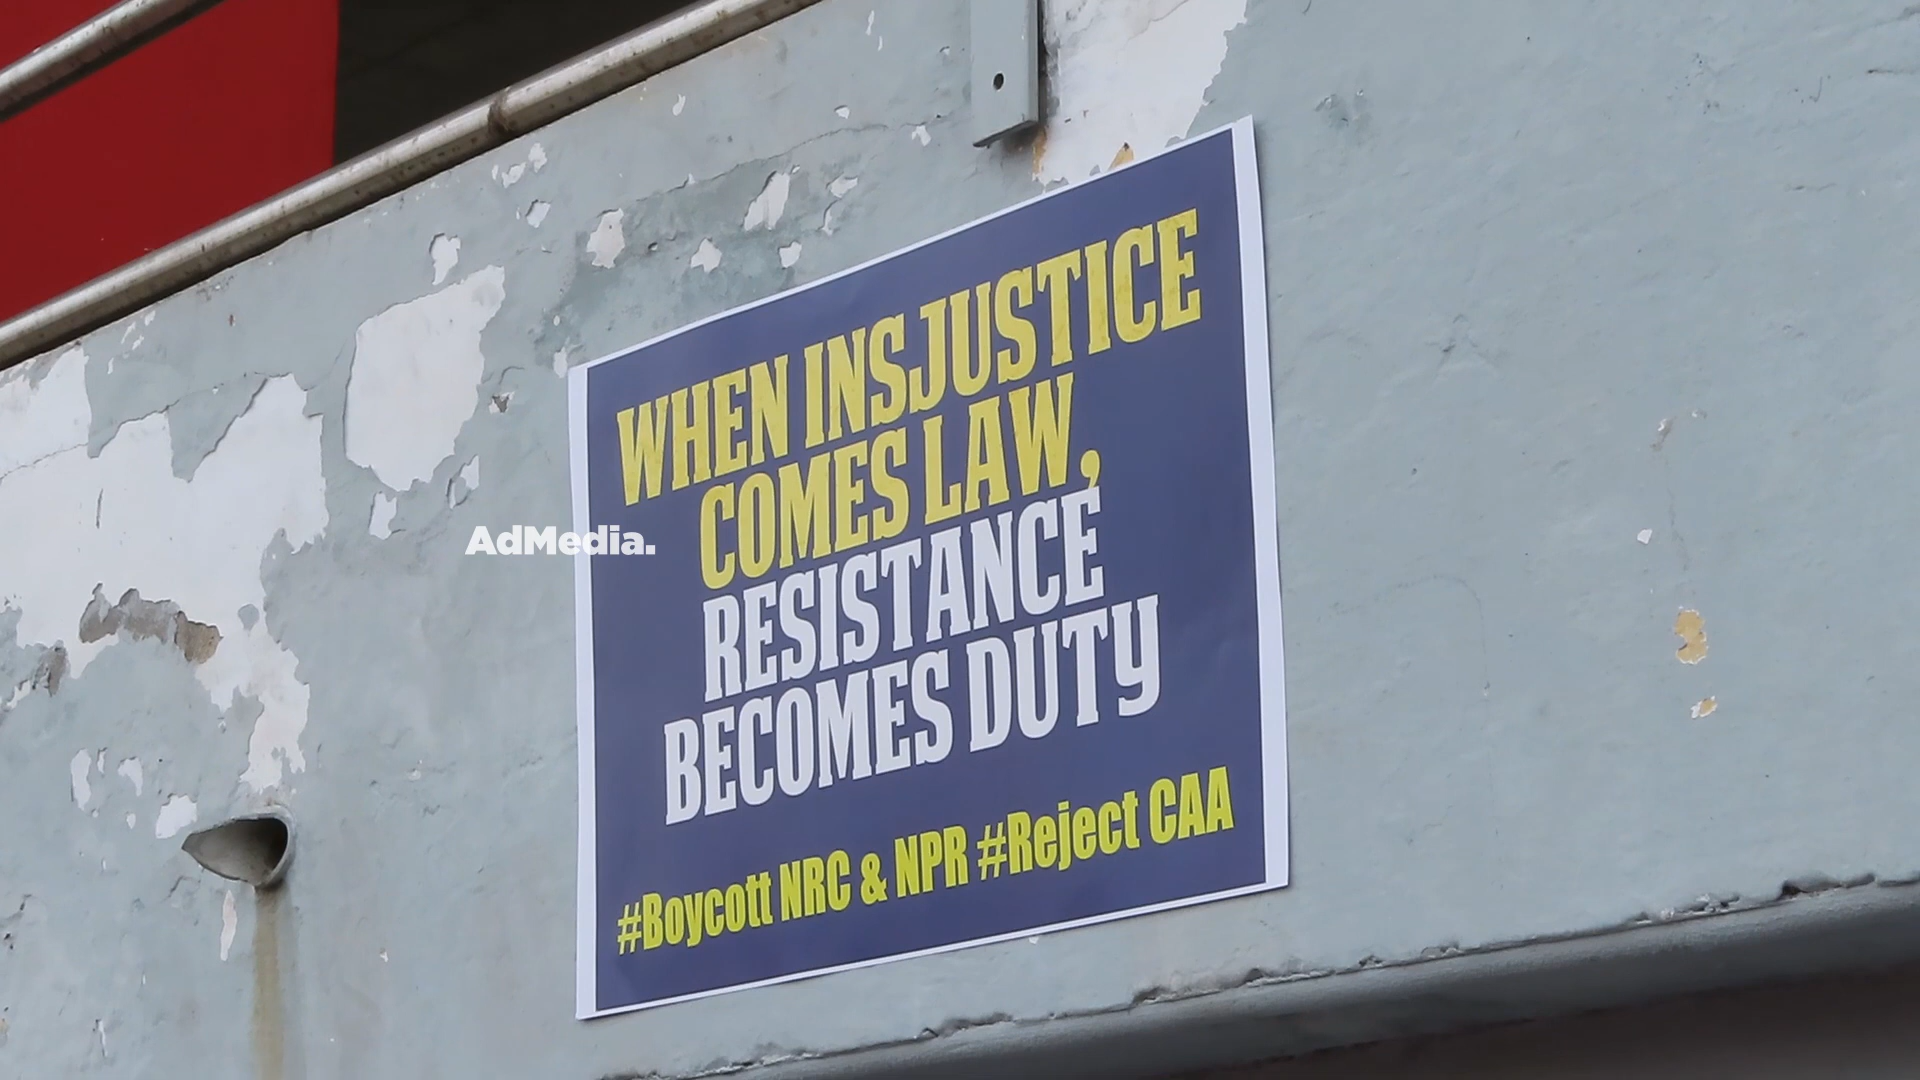 WHEN INSJUSTICE
COMES LAW,
RESISTANCE
BECOMES DUTY
#Boycott NRC & NPR #Reject CAA
AdMedia.